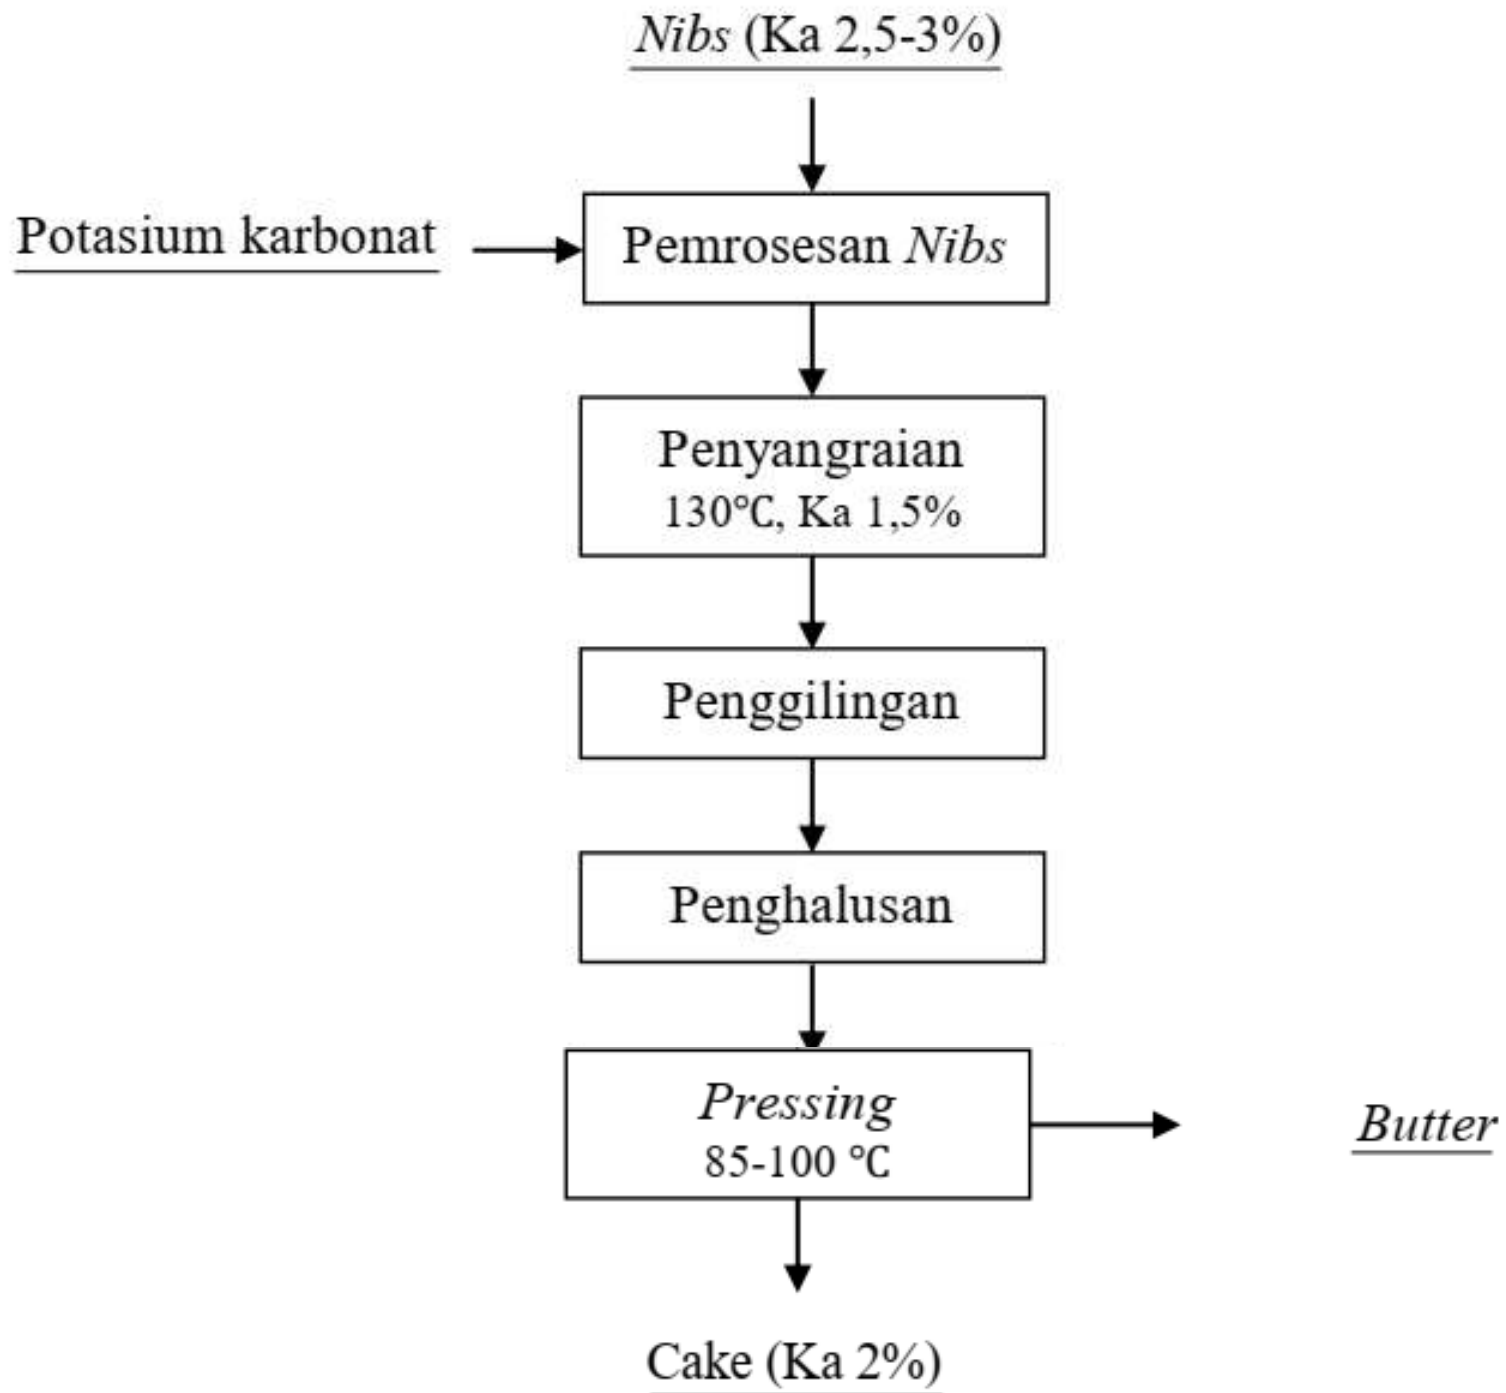 Nibs (Ka 2,5-3%)
Potasium karbonat
Pemrosesan Nibs
Penyangraian
130℃, Ka 1,5%
Penggilingan
Penghalusan
Pressing
85-100 ℃
Butter
Cake (Ka 2%)